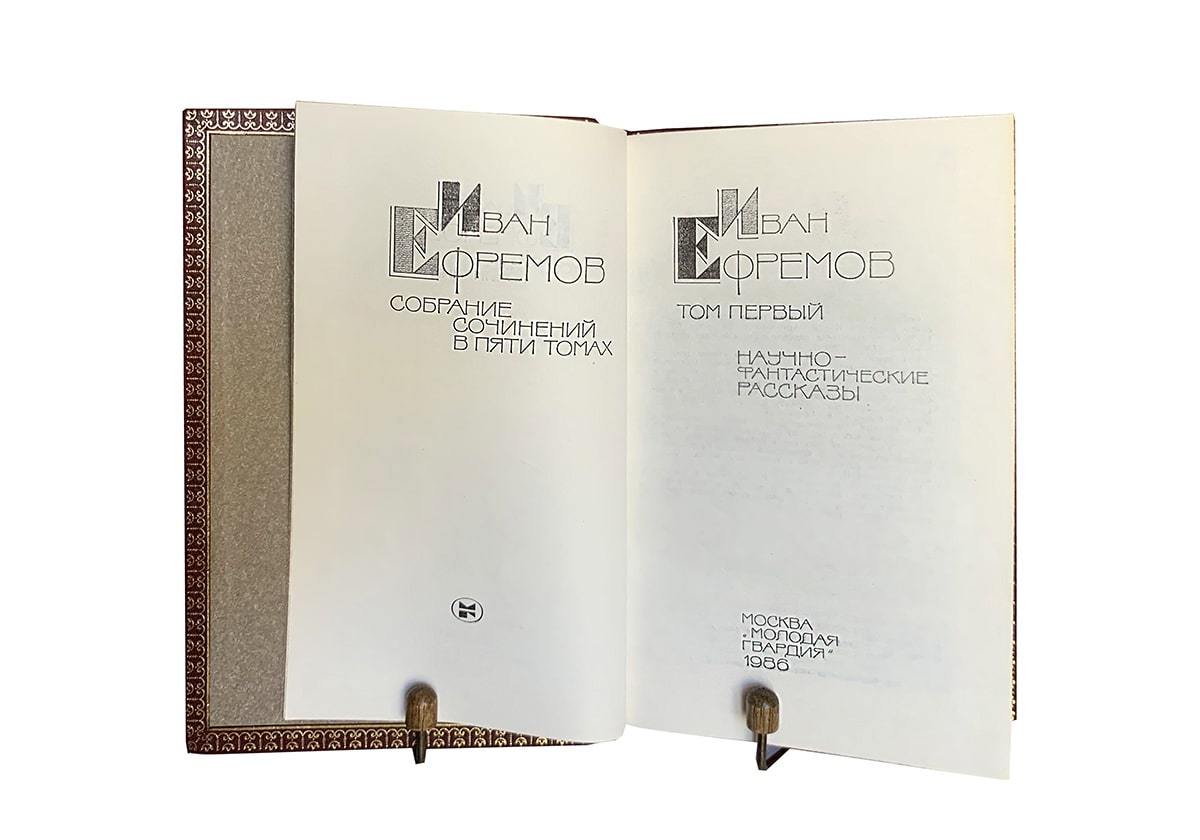 Иван
Ефремов
СОБРАНИЕ
СОЧИНЕНИЙ
В ПЯТИ ТОМАХ
Иван
Ефремов
ТОМ ПЕРВЫЙ
НАУЧНО-
ФАНТАСТИЧЕСКИЕ
РАССКАЗЫ
МОСКВА
„МОЛОДАЯ
ГВАРДИЯ“
1986